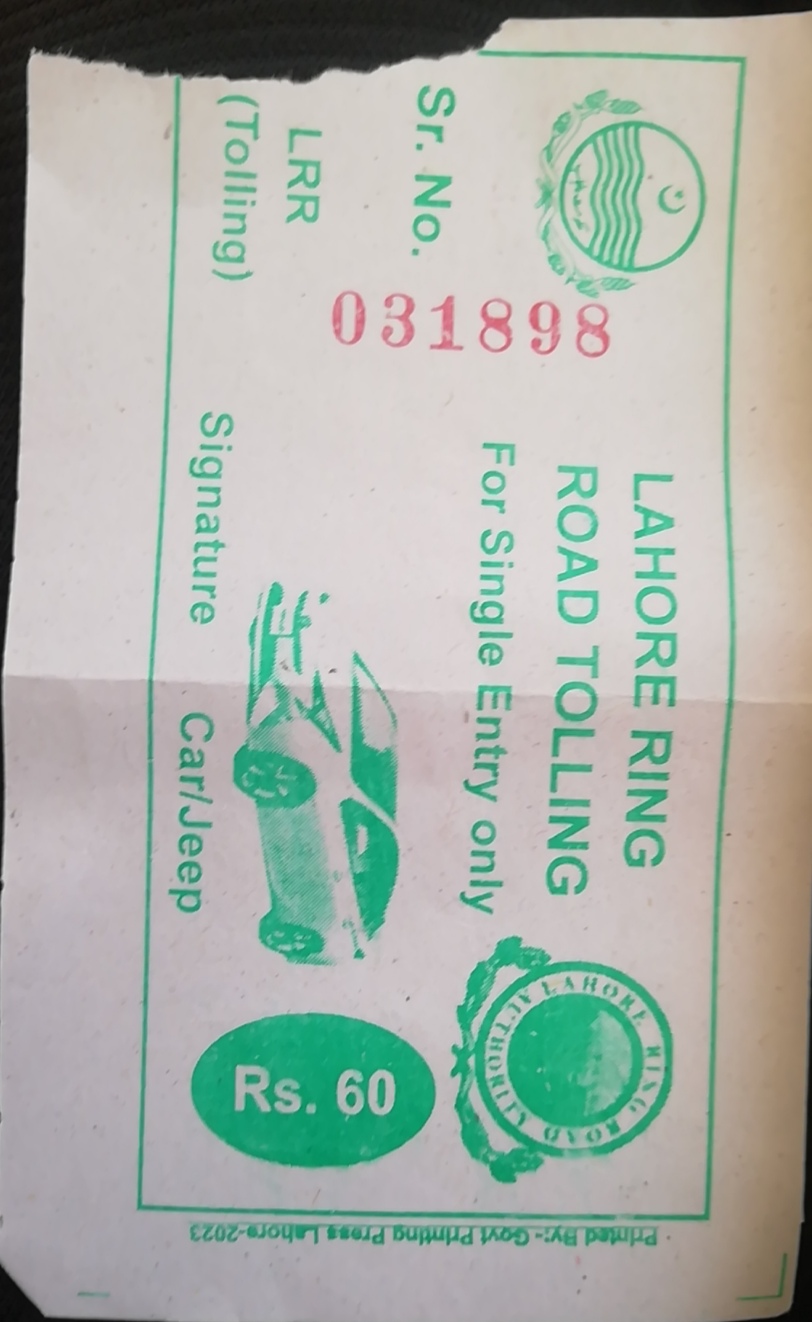 LAHORE RING
ROAD TOLLING
For Single Entry only
Sr. No.
031898
LRR
(Tolling)
Signature
Car/Jeep
Rs. 60
LAHORE RING ROAD AUTHORITY
Printed By:- Govt Printing Press Lahore-2023